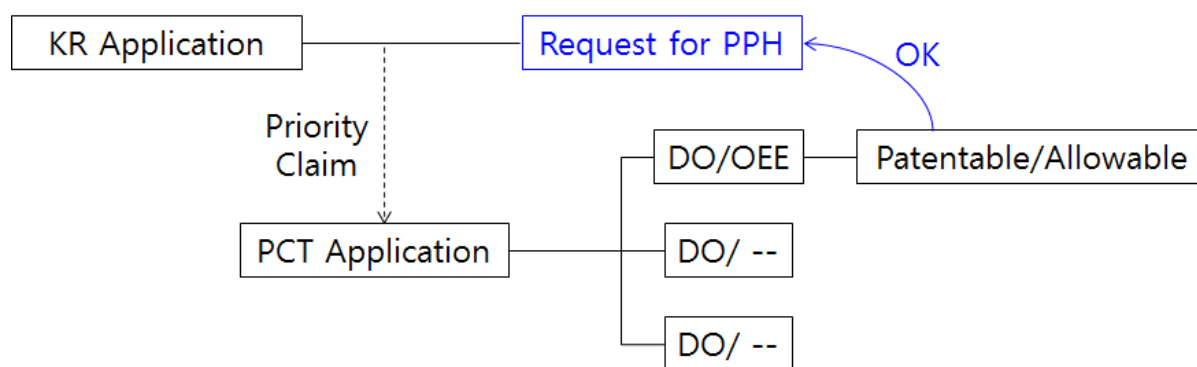 KR Application
Request for PPH
OK
Priority
Claim
DO/OEE
Patentable/Allowable
PCT Application
DO/ --
DO/ --